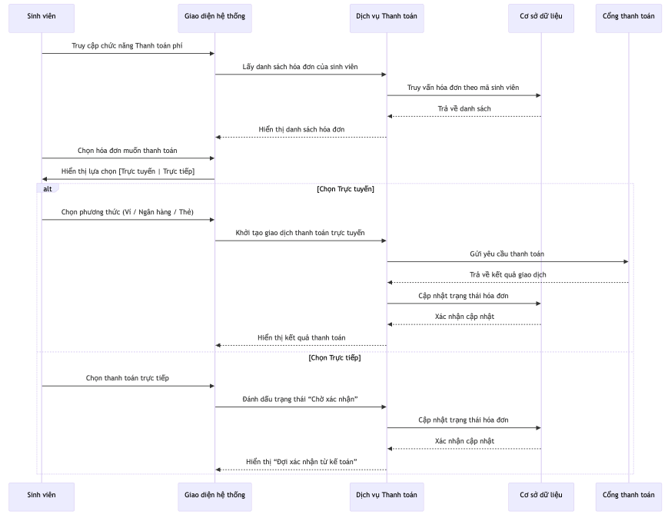 Sinh viên
Giao diện hệ thống
Dịch vụ Thanh toán
Cơ sở dữ liệu
Cổng thanh toán
Truy cập chức năng Thanh toán phí
Lấy danh sách hóa đơn của sinh viên
Truy vấn hóa đơn theo mã sinh viên
Trả về danh sách
Hiển thị danh sách hóa đơn
Chọn hóa đơn muốn thanh toán
Hiển thị lựa chọn [Trực tuyến | Trực tiếp]
alt
[Chọn Trực tuyến]
Chọn phương thức (Ví / Ngân hàng / Thẻ)
Khởi tạo giao dịch thanh toán trực tuyến
Gửi yêu cầu thanh toán
Trả về kết quả giao dịch
Cập nhật trạng thái hóa đơn
Xác nhận cập nhật
Hiển thị kết quả thanh toán
[Chọn Trực tiếp]
Chọn thanh toán trực tiếp
Đánh dấu trạng thái “Chờ xác nhận”
Cập nhật trạng thái hóa đơn
Xác nhận cập nhật
Hiển thị “Đợi xác nhận từ kế toán”
Sinh viên
Giao diện hệ thống
Dịch vụ Thanh toán
Cơ sở dữ liệu
Cổng thanh toán